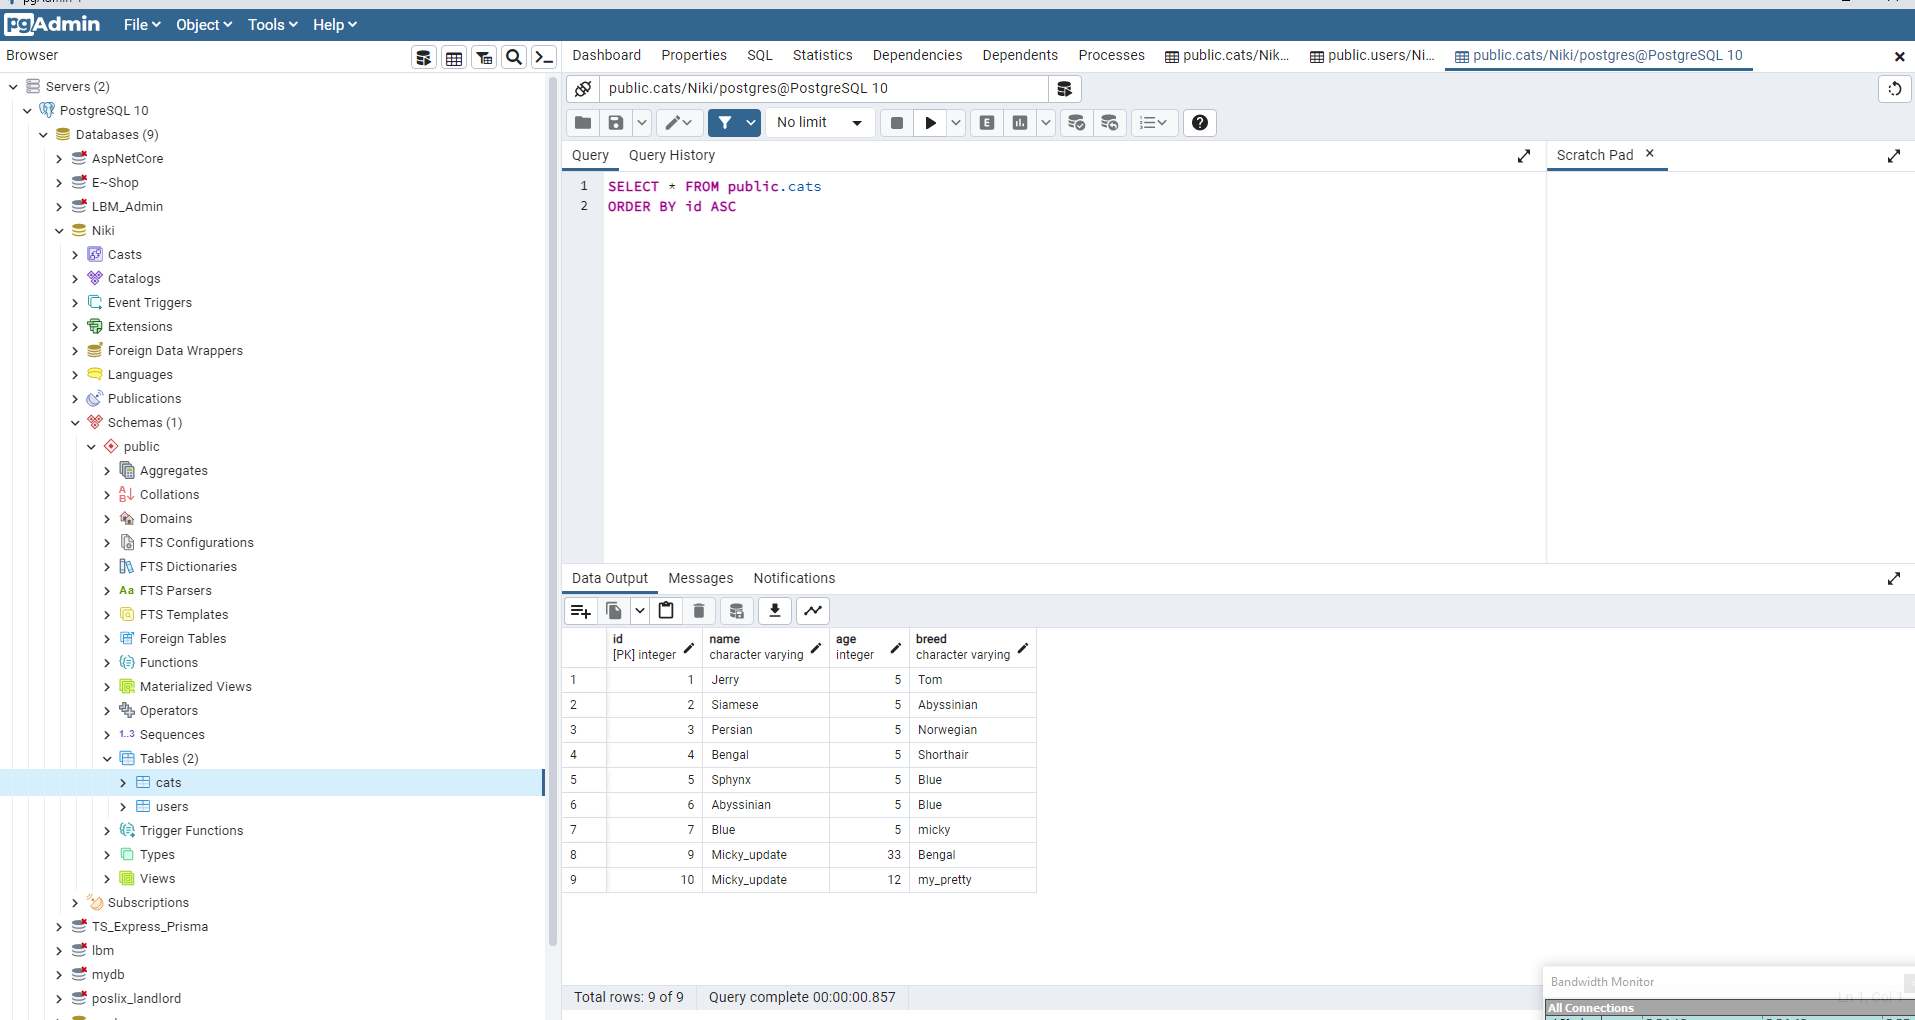 pgAdmin
File Object Tools Help
Browser
Dashboard Properties SQL Statistics Dependencies Dependents Processes public.cats/Nik... public.users/Ni... public.cats/Niki/postgres@PostgreSQL 10
Servers (2)
PostgreSQL 10
Databases (9)
AspNetCore
E~Shop
LBM_Admin
Niki
Casts
Catalogs
Event Triggers
Extensions
Foreign Data Wrappers
Languages
Publications
Schemas (1)
public
Aggregates
Collations
Domains
FTS Configurations
FTS Dictionaries
Aa FTS Parsers
FTS Templates
Foreign Tables
Functions
Materialized Views
Operators
1..3 Sequences
Tables (2)
cats
users
Trigger Functions
Types
Views
Subscriptions
TS_Express_Prisma
lbm
mydb
poslix_landlord
public.cats/Niki/postgres@PostgreSQL 10
No limit
E
Query Query History
Scratch Pad
1 SELECT * FROM public.cats
2 ORDER BY id ASC
Data Output Messages Notifications
id name age breed
[PK] integer character varying integer character varying
1 1 Jerry 5 Tom
2 2 Siamese 5 Abyssinian
3 3 Persian 5 Norwegian
4 4 Bengal 5 Shorthair
5 5 Sphynx 5 Blue
6 6 Abyssinian 5 Blue
7 7 Blue 5 micky
8 9 Micky_update 33 Bengal
9 10 Micky_update 12 my_pretty
Total rows: 9 of 9 Query complete 00:00:00.857
Bandwidth Monitor
Ln 1, Col 1
All Connections